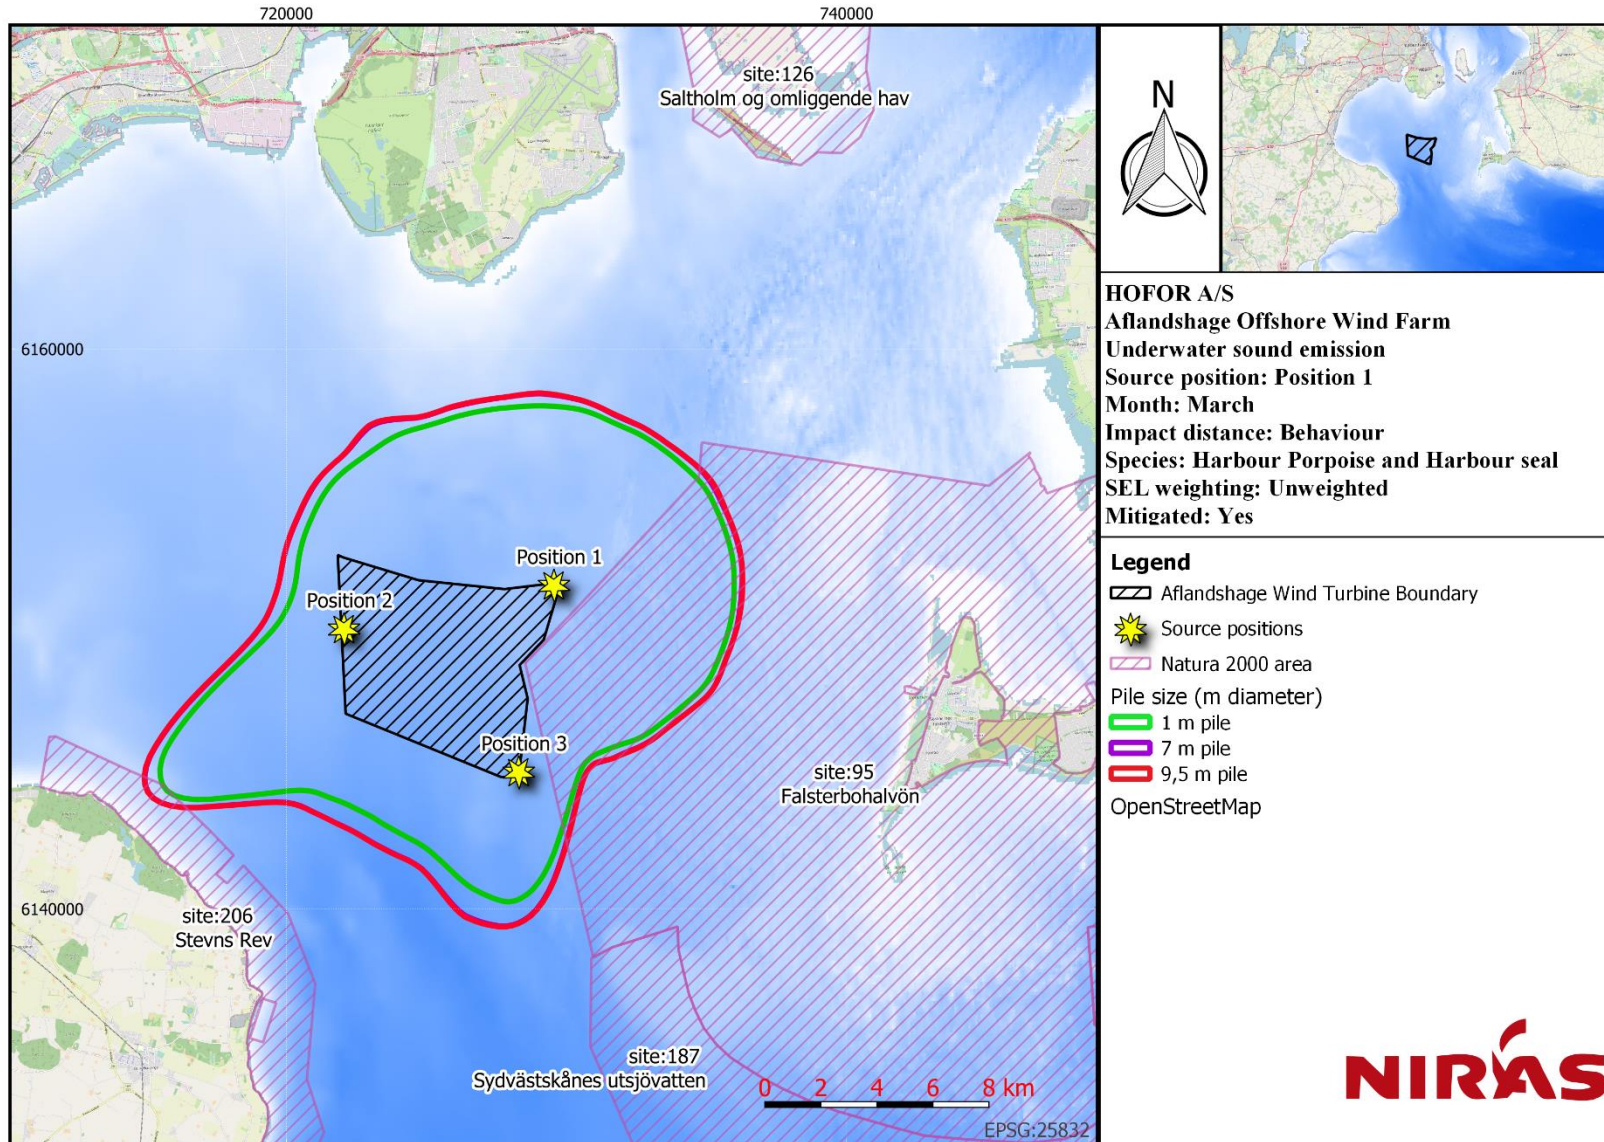 720000
740000
site:126
Saltholm og omliggende hav
6160000
Position 1
Position 2
Position 3
site:95
Falsterbohalvön
6140000
site:206
Stevns Rev
site:187
Sydvästskånes utsjövatten
0 2 4 6 8 km
EPSG:25832
N
HOFOR A/S
Aflandshage Offshore Wind Farm
Underwater sound emission
Source position: Position 1
Month: March
Impact distance: Behaviour
Species: Harbour Porpoise and Harbour seal
SEL weighting: Unweighted
Mitigated: Yes
Legend
Aflandshage Wind Turbine Boundary
Source positions
Natura 2000 area
Pile size (m diameter)
1 m pile
7 m pile
9,5 m pile
OpenStreetMap
NIRAS